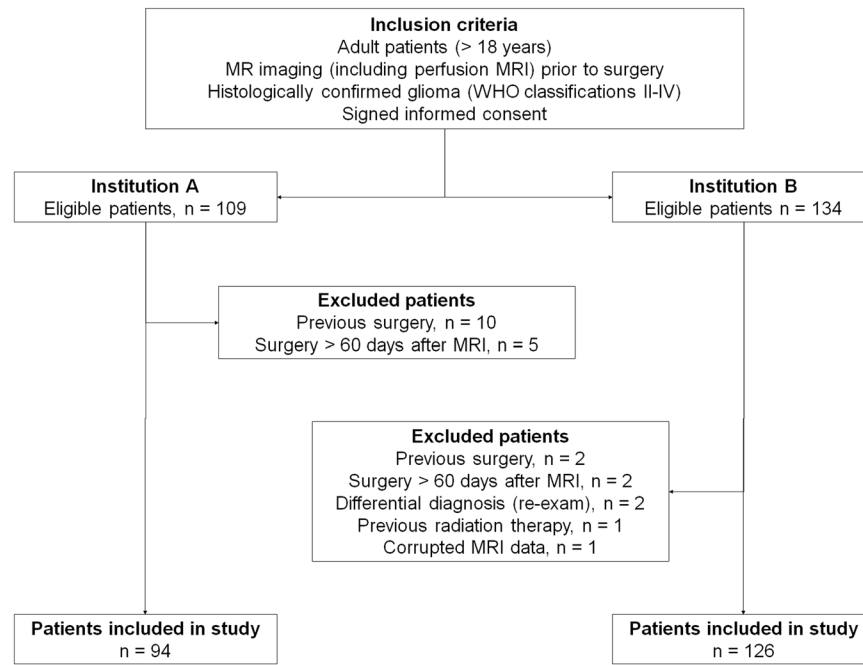 Inclusion criteria
Adult patients (> 18 years)
MR imaging (including perfusion MRI) prior to surgery
Histologically confirmed glioma (WHO classifications II-IV)
Signed informed consent
Institution A
Eligible patients, n = 109
Institution B
Eligible patients n = 134
Excluded patients
Previous surgery, n = 10
Surgery > 60 days after MRI, n = 5
Excluded patients
Previous surgery, n = 2
Surgery > 60 days after MRI, n = 2
Differential diagnosis (re-exam), n = 2
Previous radiation therapy, n = 1
Corrupted MRI data, n = 1
Patients included in study
n = 94
Patients included in study
n = 126